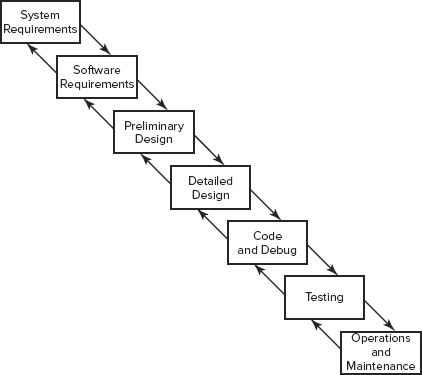 System
Requirements
Software
Requirements
Preliminary
Design
Detailed
Design
Code
and Debug
Testing
Operations
and
Maintenance